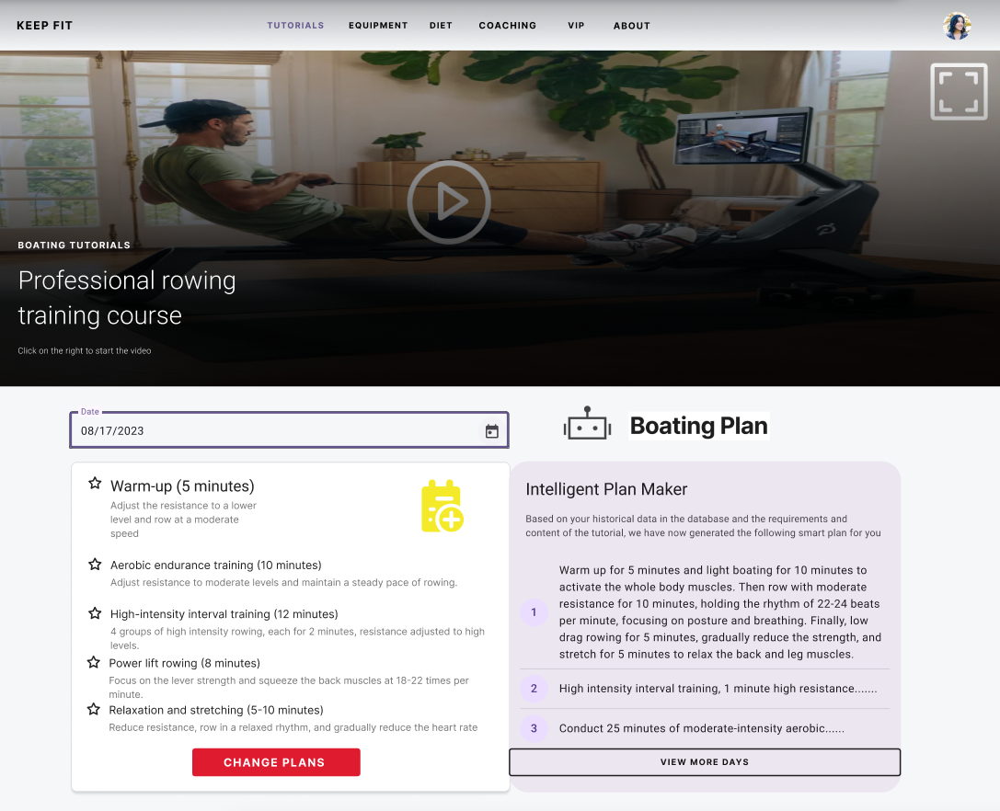 KEEP FIT
TUTORIALS EQUIPMENT DIET COACHING VIP ABOUT
BOATING TUTORIALS
Professional rowing
training course
Click on the right to start the video
Date
08/17/2023
Boating Plan
Warm-up (5 minutes)
Adjust the resistance to a lower
level and row at a moderate
speed
Aerobic endurance training (10 minutes)
Adjust resistance to moderate levels and maintain a steady pace of rowing.
High-intensity interval training (12 minutes)
4 groups of high intensity rowing, each for 2 minutes, resistance adjusted to high
levels.
Power lift rowing (8 minutes)
Focus on the lever strength and squeeze the back muscles at 18-22 times per
minute.
Relaxation and stretching (5-10 minutes)
Reduce resistance, row in a relaxed rhythm, and gradually reduce the heart rate
CHANGE PLANS
Intelligent Plan Maker
Based on your historical data in the database and the requirements and
content of the tutorial, we have now generated the following smart plan for you
1
Warm up for 5 minutes and light boating for 10 minutes to
activate the whole body muscles. Then row with moderate
resistance for 10 minutes, holding the rhythm of 22-24 beats
per minute, focusing on posture and breathing. Finally, low
drag rowing for 5 minutes, gradually reduce the strength, and
stretch for 5 minutes to relax the back and leg muscles.
2 High intensity interval training, 1 minute high resistance.......
3 Conduct 25 minutes of moderate-intensity aerobic......
VIEW MORE DAYS